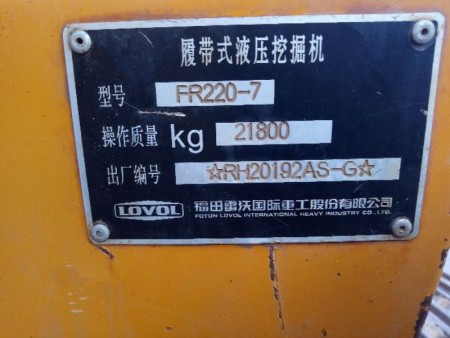 履带式液压挖掘机
型号 FR220-7
操作质量 kg 21800
出厂编号 ☆RH20192AS-G☆
LOVOL 福田雷沃国际重工股份有限公司
FOTON LOVOL INTERNATIONAL HEAVY INDUSTRY CO.,LTD.